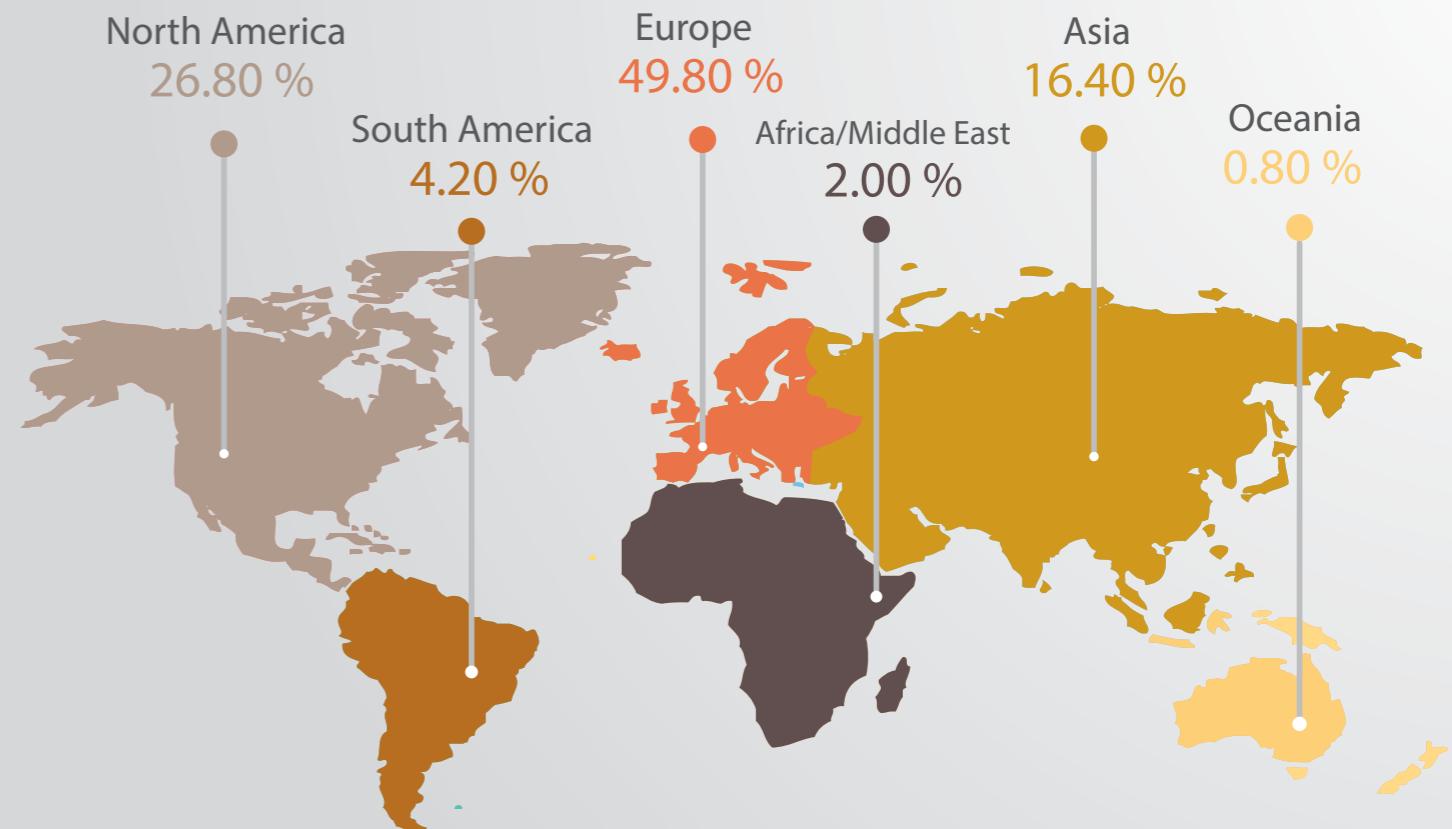 North America
26.80 %
South America
4.20 %
Europe
49.80 %
Africa/Middle East
2.00 %
Asia
16.40 %
Oceania
0.80 %